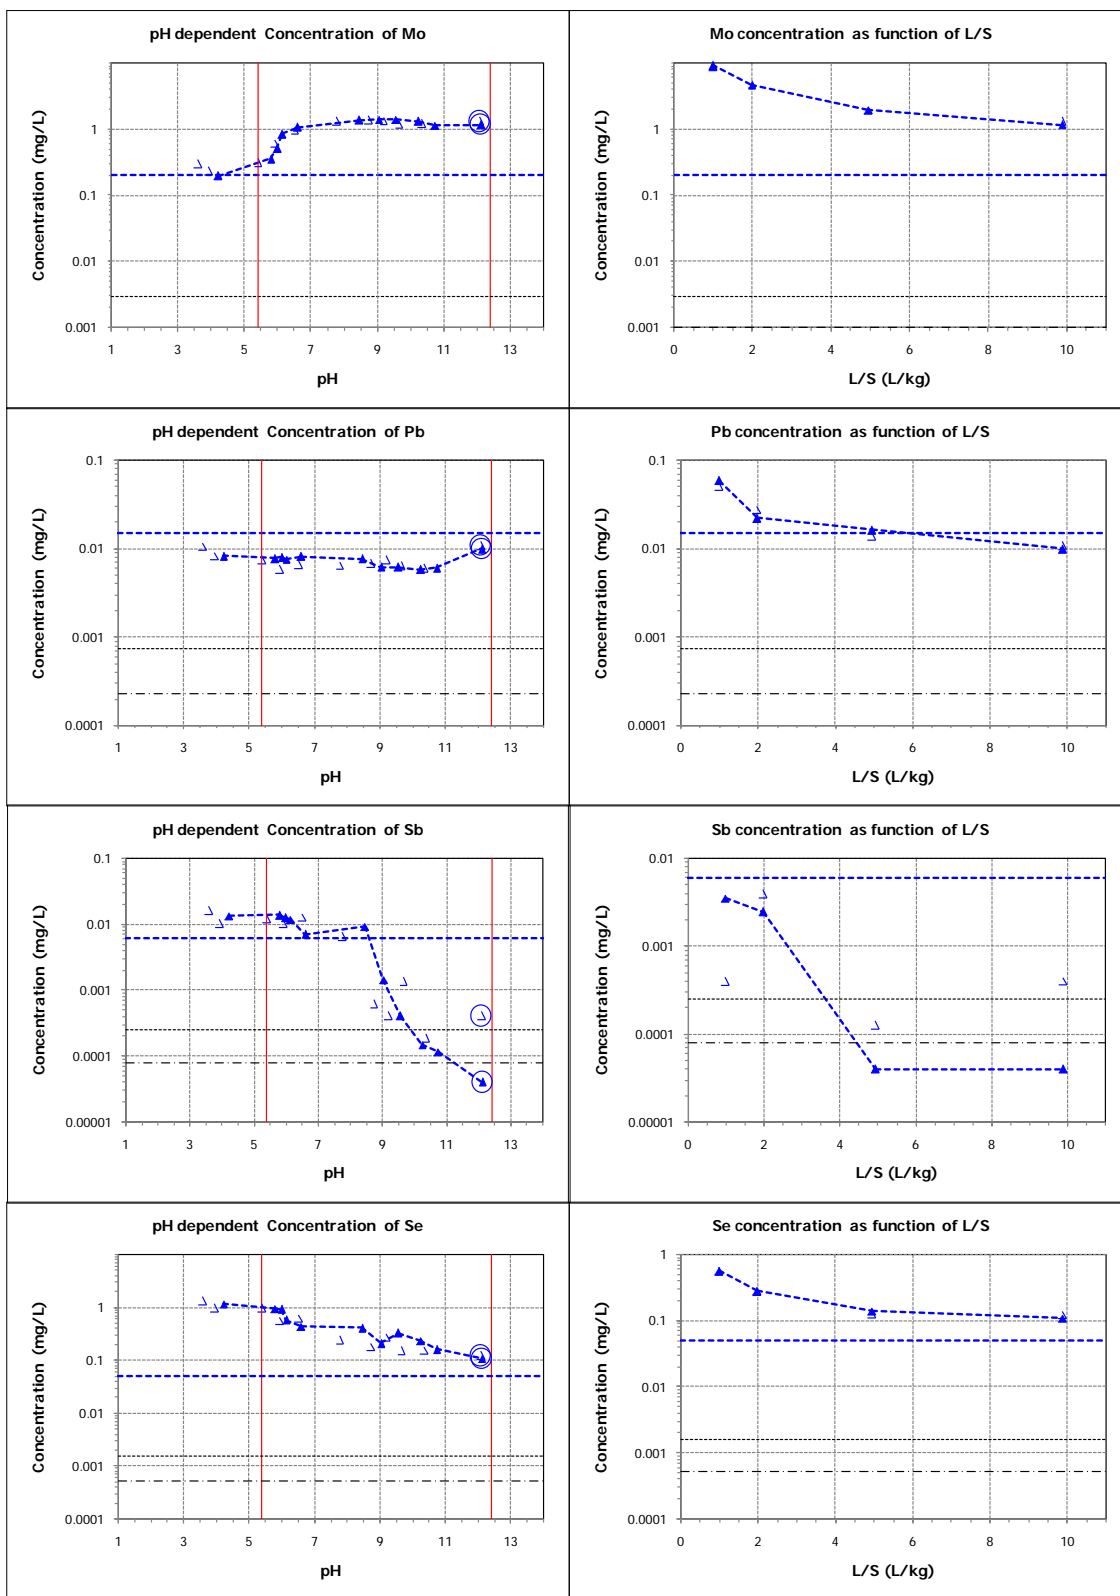 pH dependent Concentration of Mo
Concentration (mg/L)
1
0.1
0.01
0.001
1 3 5 7 9 11 13
pH
Mo concentration as function of L/S
Concentration (mg/L)
1
0.1
0.01
0.001
0 2 4 6 8 10
L/S (L/kg)
pH dependent Concentration of Pb
Concentration (mg/L)
0.1
0.01
0.001
0.0001
1 3 5 7 9 11 13
pH
Pb concentration as function of L/S
Concentration (mg/L)
0.1
0.01
0.001
0.0001
0 2 4 6 8 10
L/S (L/kg)
pH dependent Concentration of Sb
Concentration (mg/L)
0.1
0.01
0.001
0.0001
0.00001
1 3 5 7 9 11 13
pH
Sb concentration as function of L/S
Concentration (mg/L)
0.01
0.001
0.0001
0.00001
0 2 4 6 8 10
L/S (L/kg)
pH dependent Concentration of Se
Concentration (mg/L)
1
0.1
0.01
0.001
0.0001
1 3 5 7 9 11 13
pH
Se concentration as function of L/S
Concentration (mg/L)
1
0.1
0.01
0.001
0.0001
0 2 4 6 8 10
L/S (L/kg)